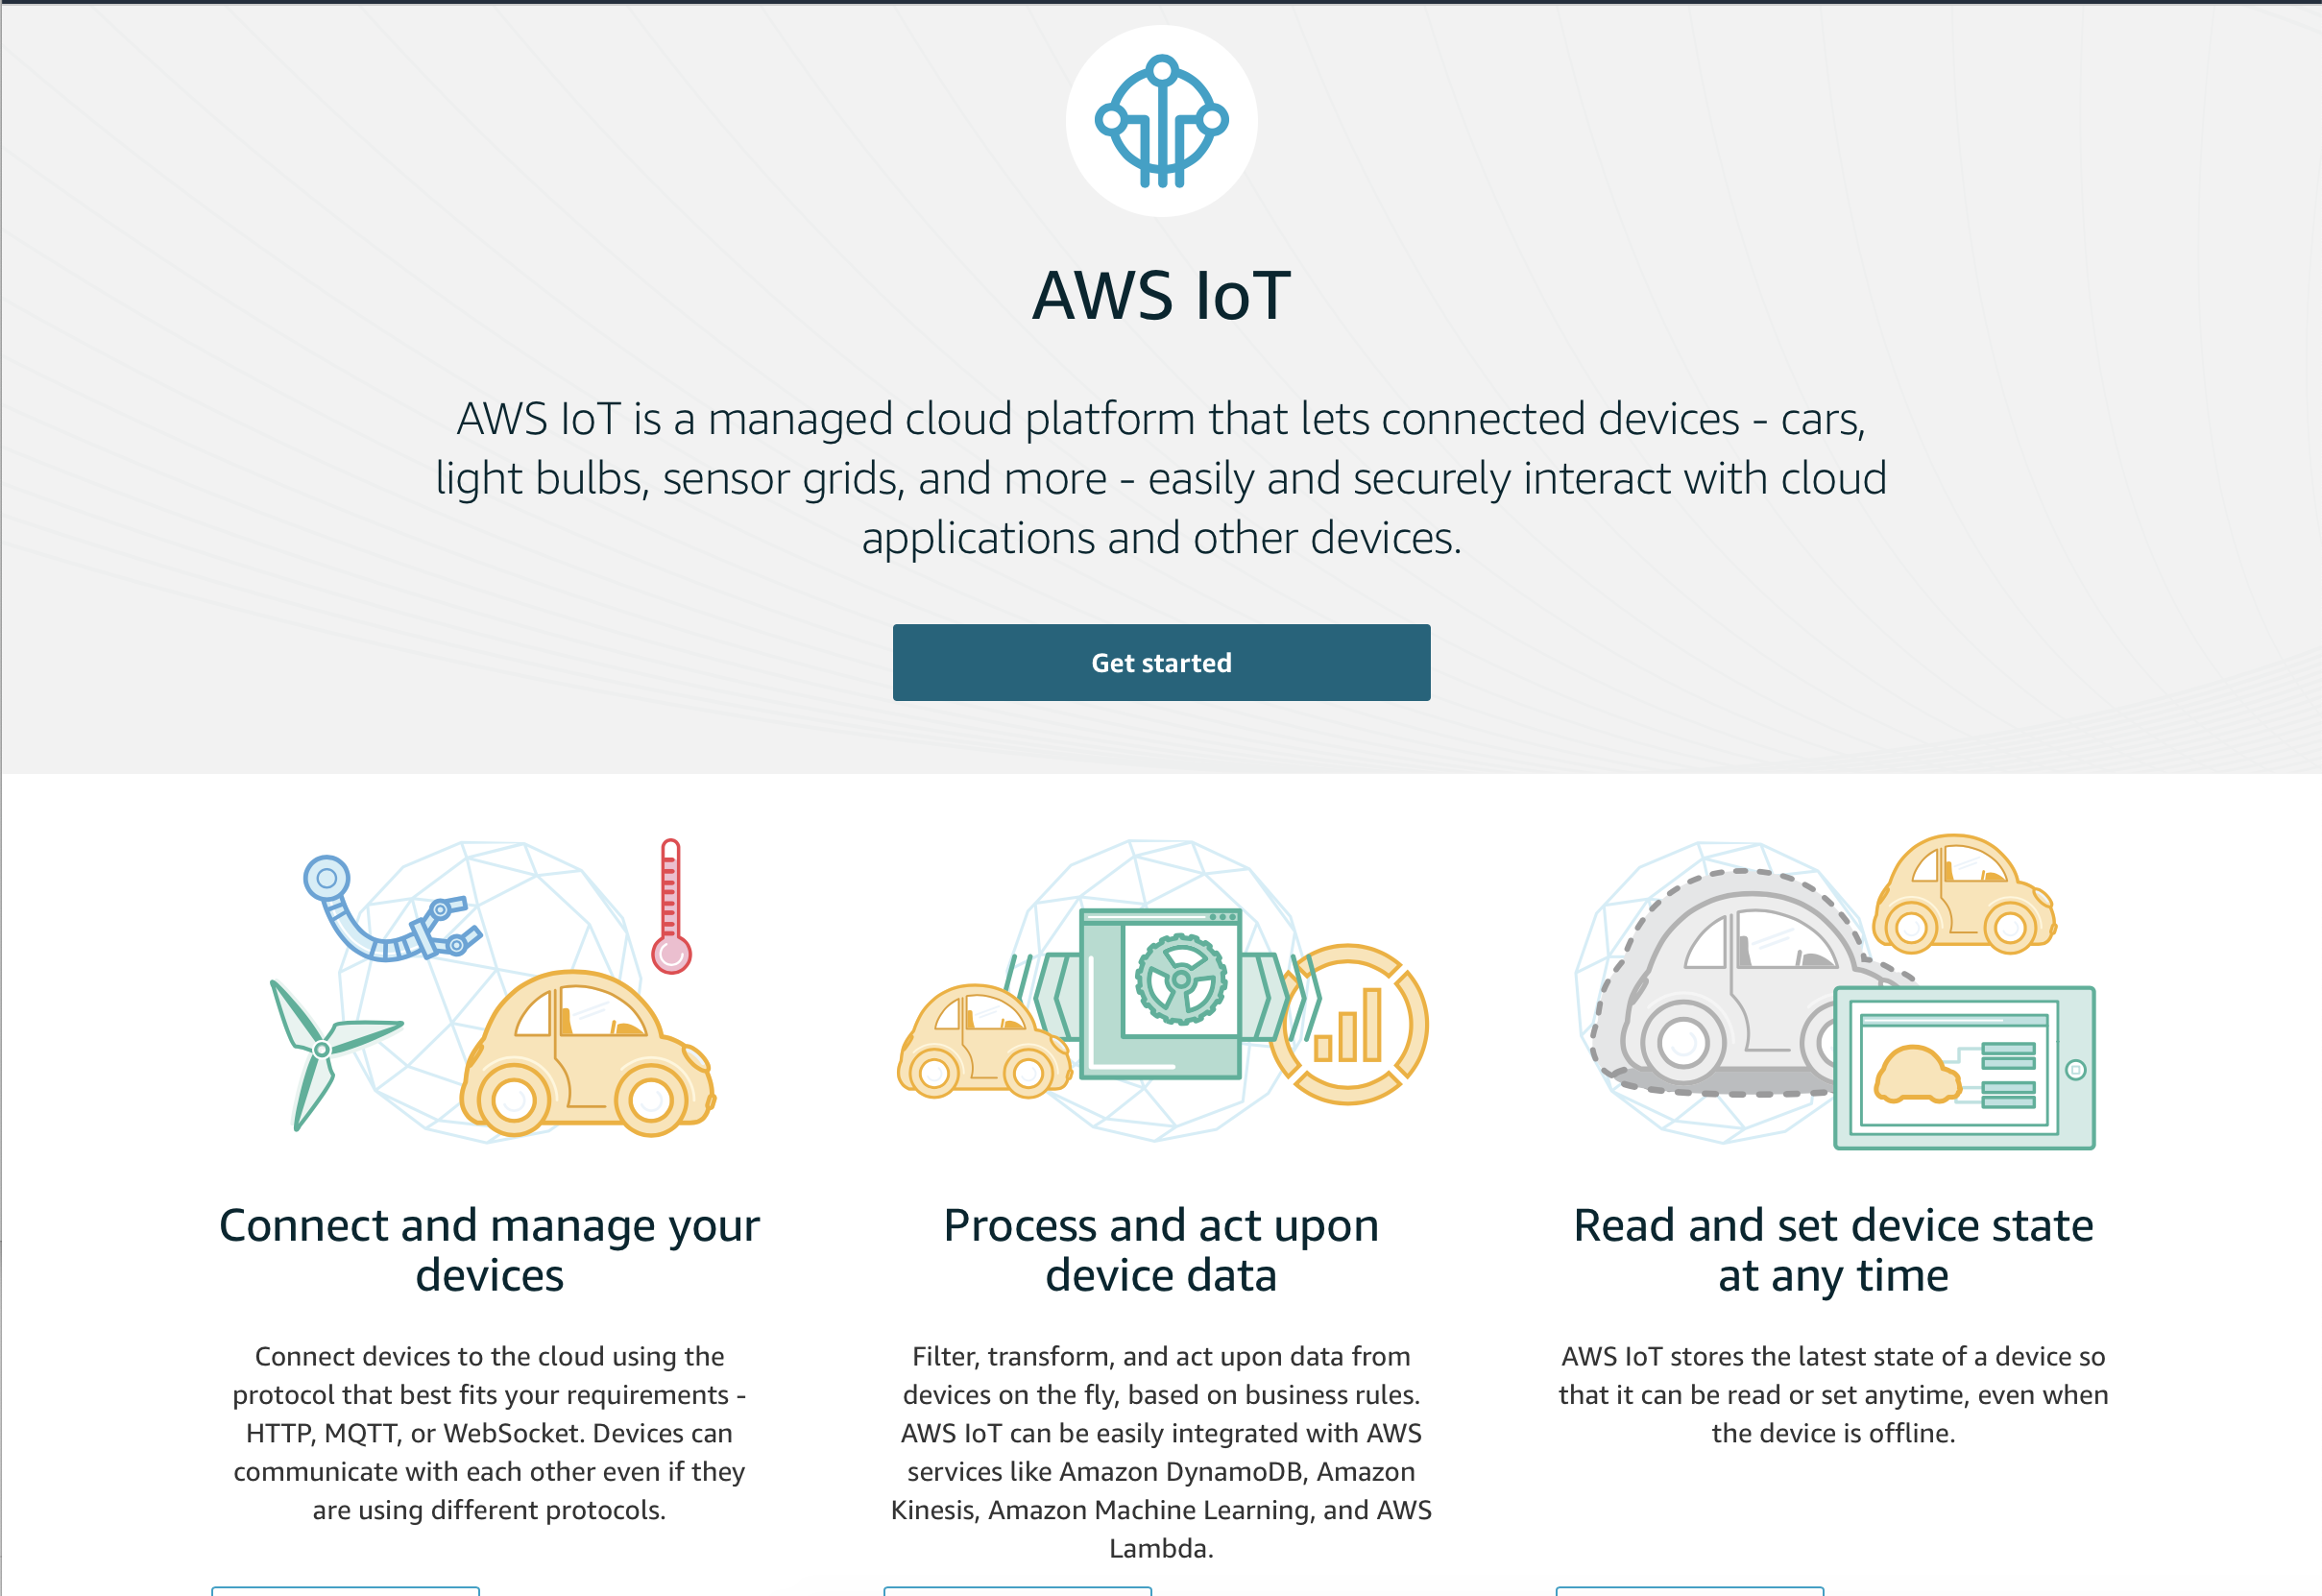 AWS IoT
AWS IoT is a managed cloud platform that lets connected devices - cars,
light bulbs, sensor grids, and more - easily and securely interact with cloud
applications and other devices.
Get started
Connect and manage your
devices
Connect devices to the cloud using the
protocol that best fits your requirements -
HTTP, MQTT, or WebSocket. Devices can
communicate with each other even if they
are using different protocols.
Process and act upon
device data
Filter, transform, and act upon data from
devices on the fly, based on business rules.
AWS IoT can be easily integrated with AWS
services like Amazon DynamoDB, Amazon
Kinesis, Amazon Machine Learning, and AWS
Lambda.
Read and set device state
at any time
AWS IoT stores the latest state of a device so
that it can be read or set anytime, even when
the device is offline.